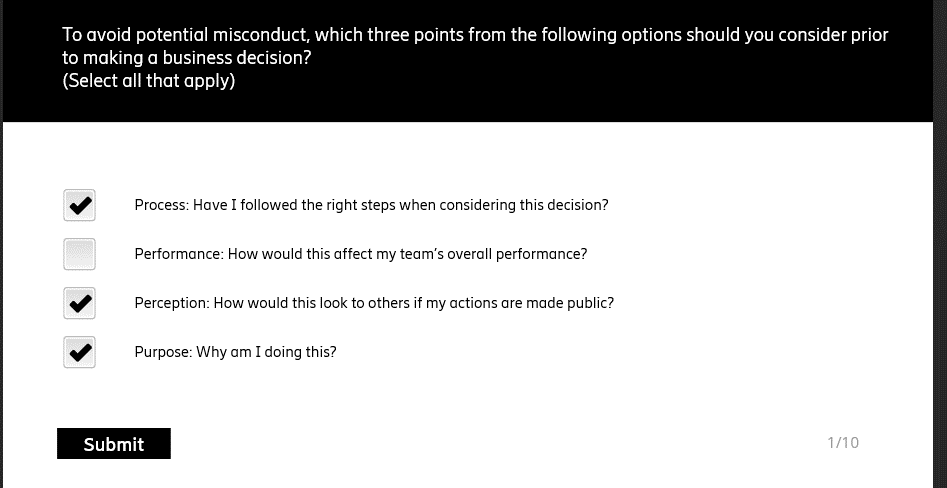 To avoid potential misconduct, which three points from the following options should you consider prior
to making a business decision?
(Select all that apply)
Process: Have I followed the right steps when considering this decision?
Performance: How would this affect my team's overall performance?
Perception: How would this look to others if my actions are made public?
Purpose: Why am I doing this?
Submit
1/10